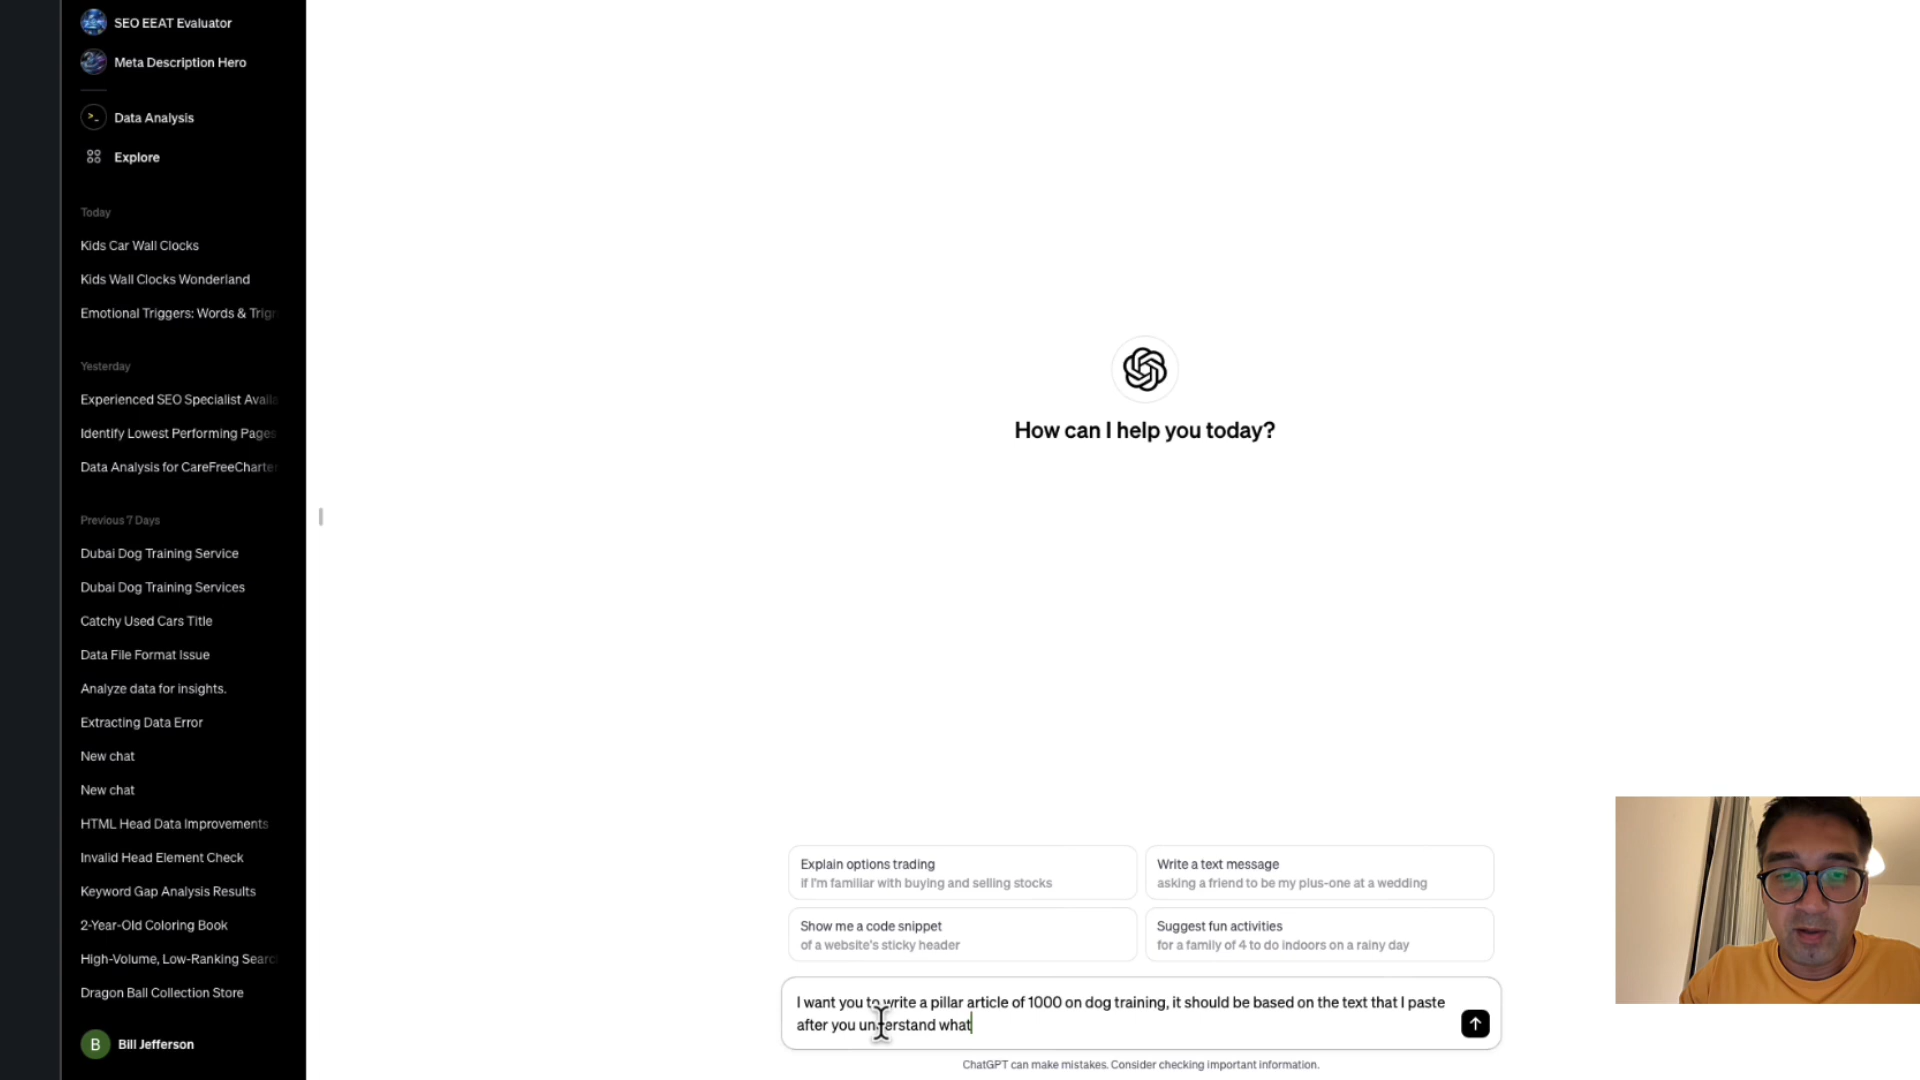 SEO EEAT Evaluator
Meta Description Hero
Data Analysis
Explore
Today
Kids Car Wall Clocks
Kids Wall Clocks Wonderland
Emotional Triggers: Words & Trig
Yesterday
Experienced SEO Specialist Availa
Identify Lowest Performing Pages
Data Analysis for CareFreeCharter
Previous 7 Days
Dubai Dog Training Service
Dubai Dog Training Services
Catchy Used Cars Title
Data File Format Issue
Analyze data for insights.
Extracting Data Error
New chat
New chat
HTML Head Data Improvements
Invalid Head Element Check
Keyword Gap Analysis Results
2-Year-Old Coloring Book
High-Volume, Low-Ranking Searc
Dragon Ball Collection Store
B Bill Jefferson
How can I help you today?
Explain options trading
if I'm familiar with buying and selling stocks
Write a text message
asking a friend to be my plus-one at a wedding
Show me a code snippet
of a website's sticky header
Suggest fun activities
for a family of 4 to do indoors on a rainy day
I want you to write a pillar article of 1000 on dog training, it should be based on the text that I paste
after you understand what
ChatGPT can make mistakes. Consider checking important information.